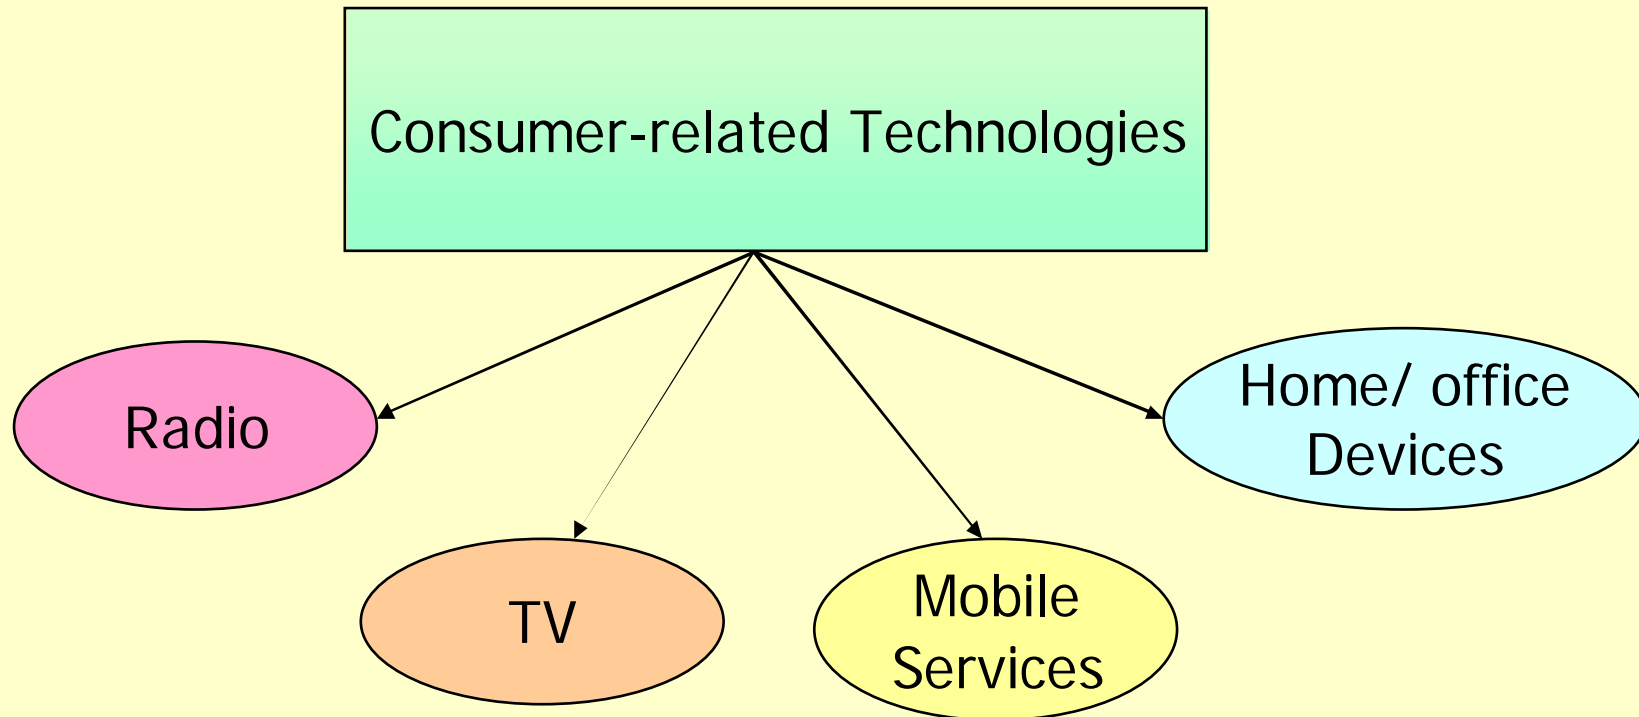 Consumer-related Technologies
Radio
TV
Mobile
Services
Home/ office
Devices